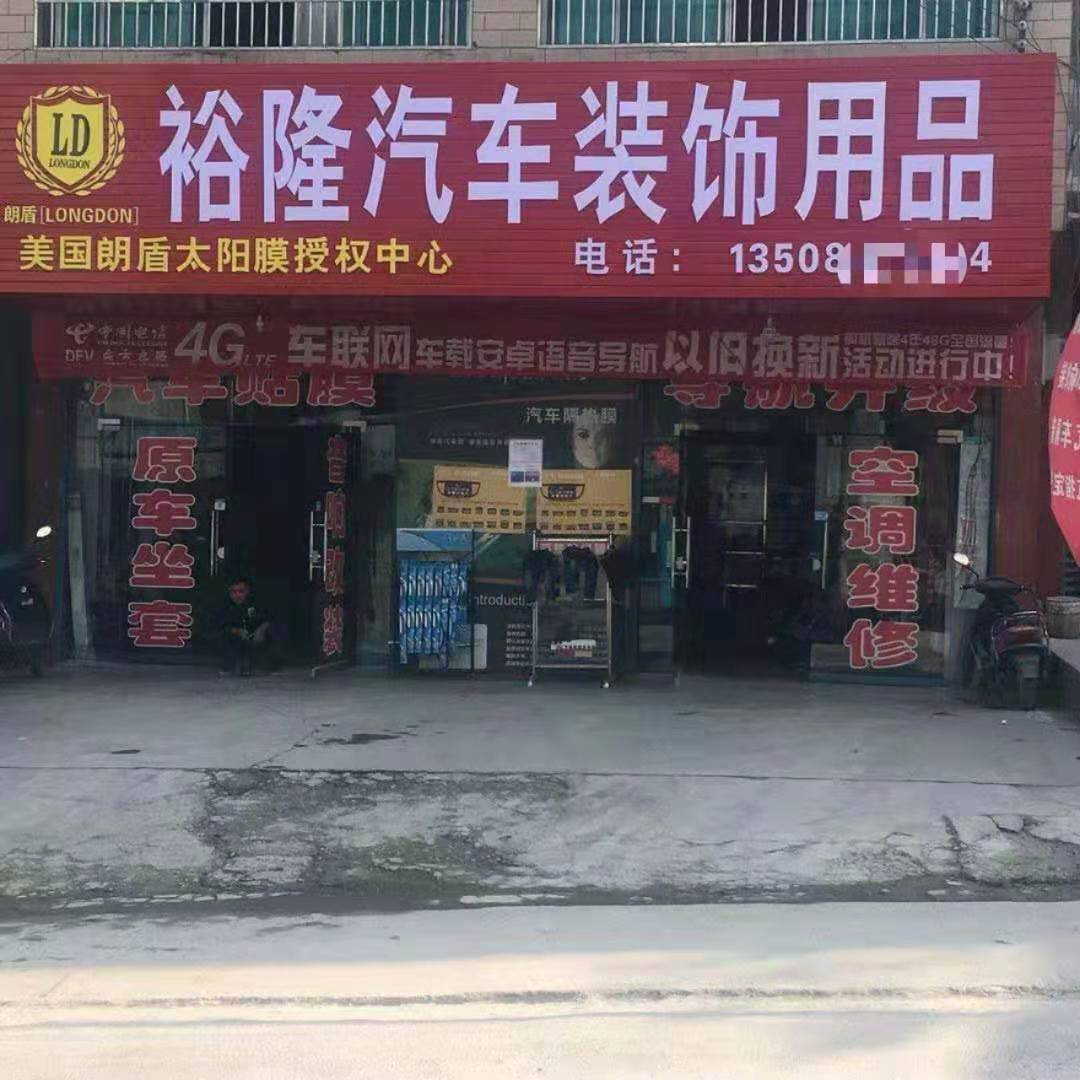 LD
LONGDON
裕隆汽车装饰用品
朗盾[LONGDON]
美国朗盾太阳膜授权中心
电话： 13508
4
中国电信
4G LTE 车联网 车载安卓语音导航 以旧换新 活动进行中！
汽车贴膜
导航升级
汽车隔热膜
原车坐套
空调维修